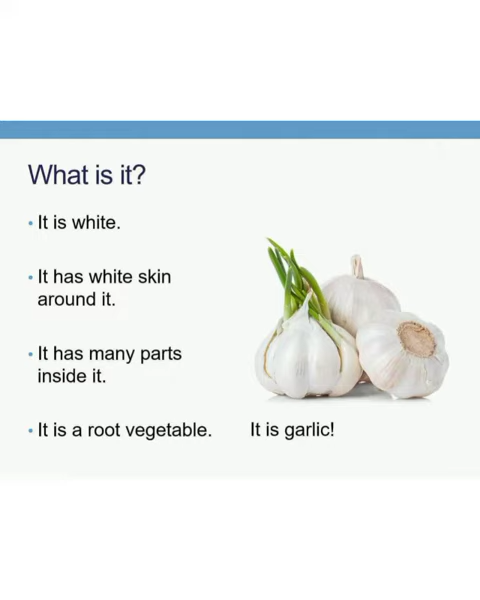 What is it?
• It is white.
• It has white skin
around it.
• It has many parts
inside it.
• It is a root vegetable.
It is garlic!